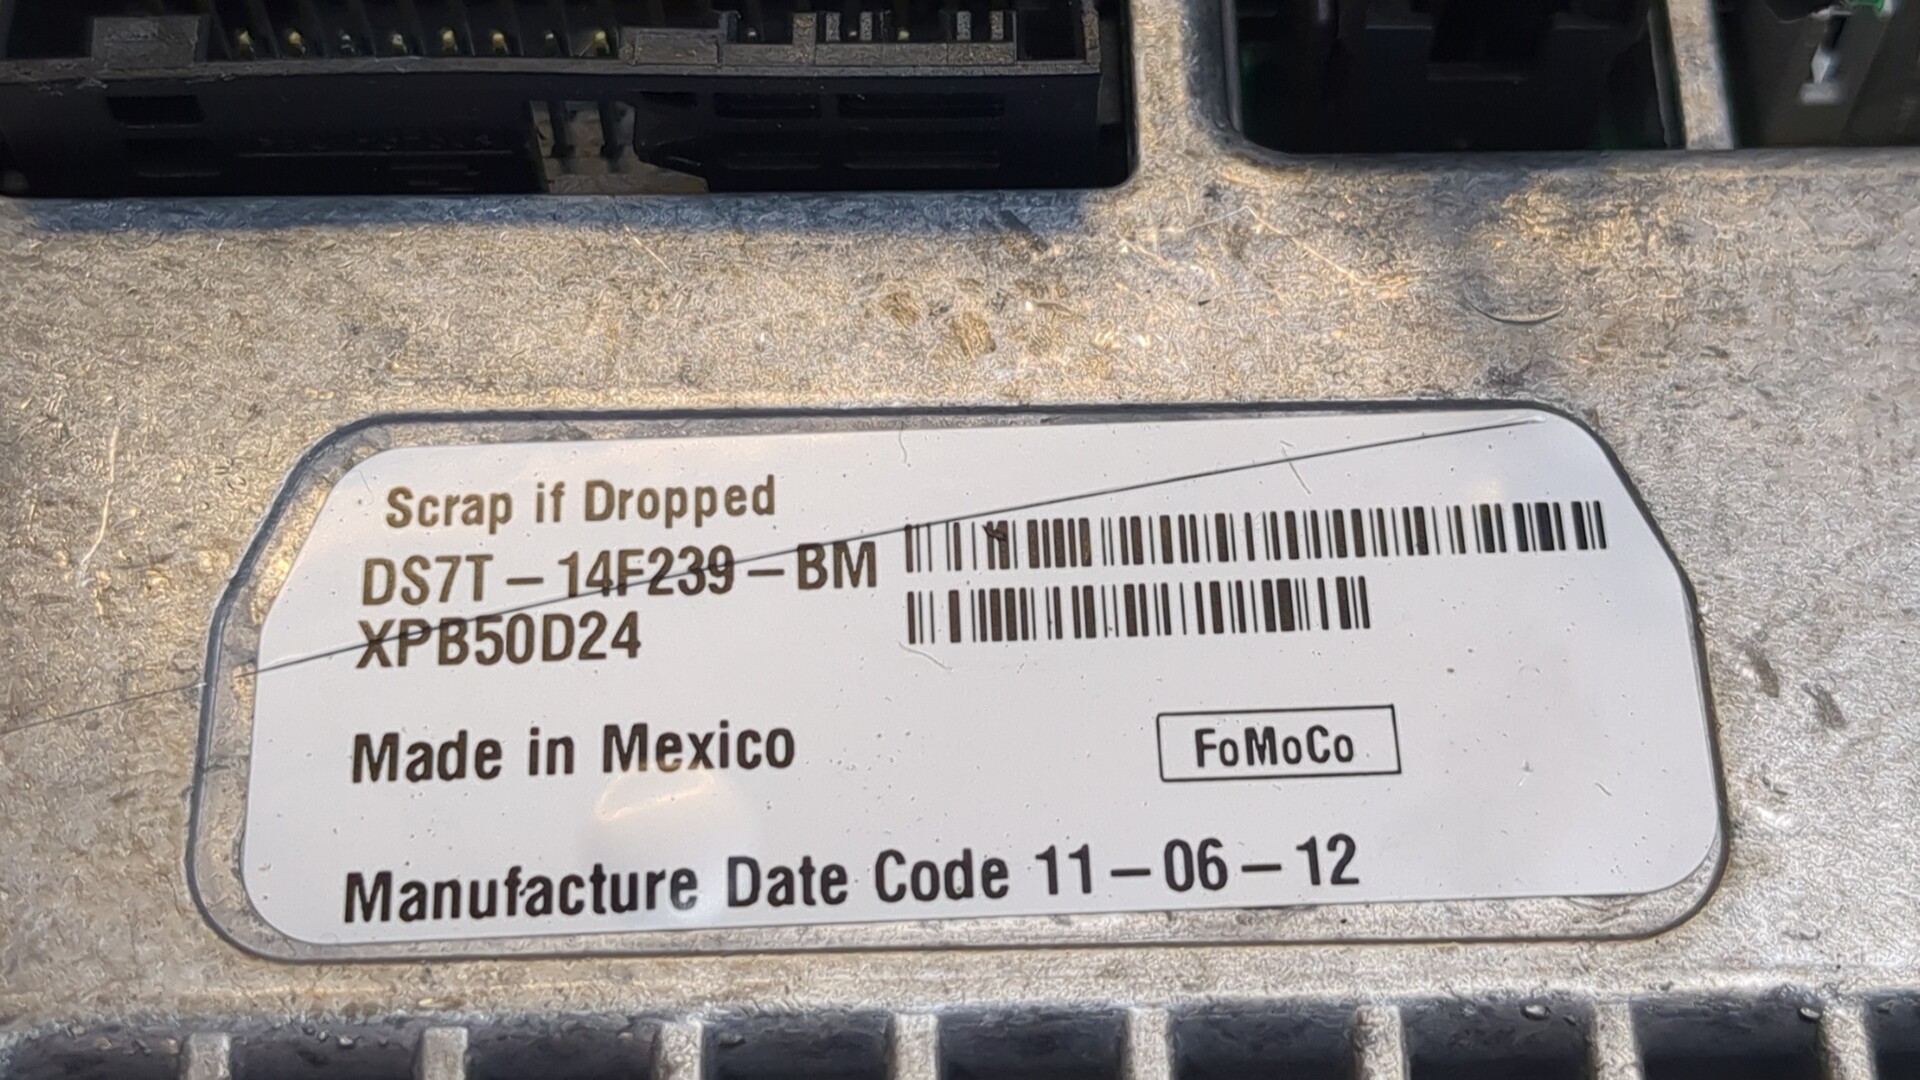 Scrap if Dropped
DS7T-14F239-BM
XPB50D24
Made in Mexico
FoMoCo
Manufacture Date Code 11-06-12